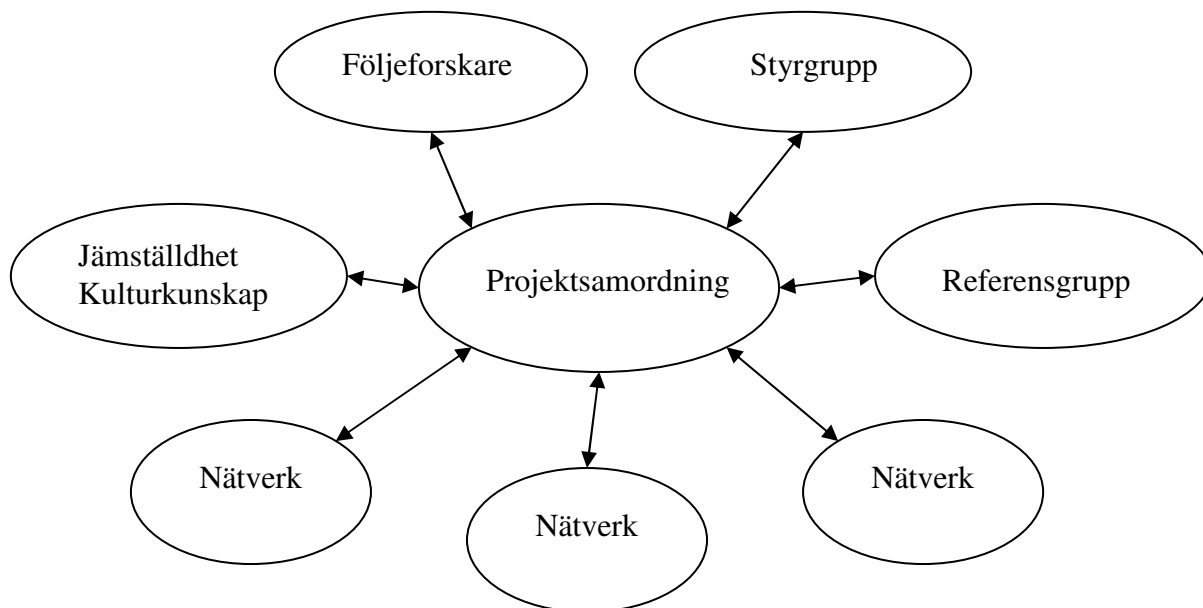 Följeforskare
Styrgrupp
Jämställdhet
Kulturkunskap
Projektsamordning
Referensgrupp
Nätverk
Nätverk
Nätverk